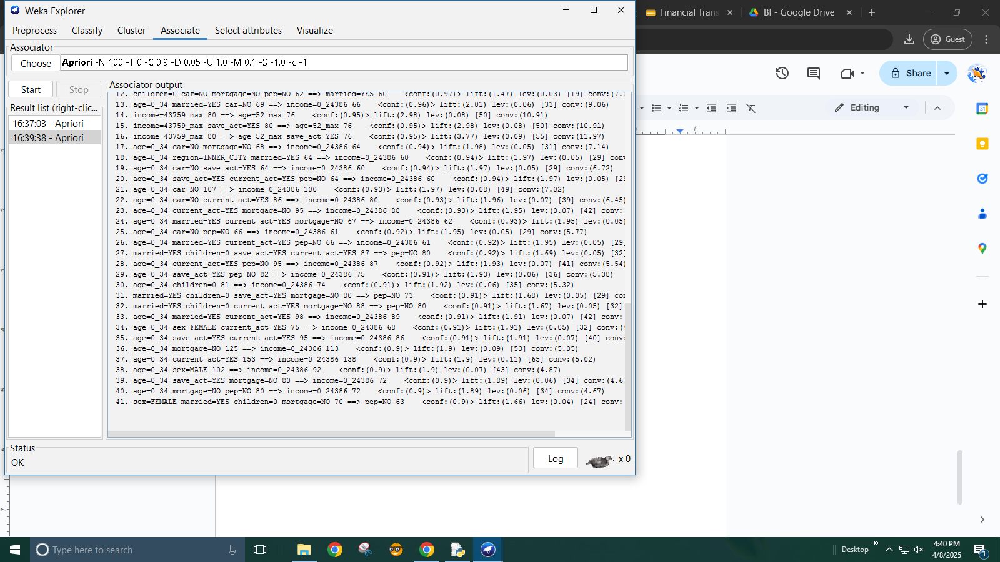 Weka Explorer
Preprocess Classify Cluster Associate Select attributes Visualize
Associator
Choose Apriori -N 100 -T 0 -C 0.9 -D 0.05 -U 1.0 -M 0.1 -S -1.0 -c -1
Start Stop
Result list (right-clic...
16:37:03 - Apriori
16:39:38 - Apriori
Associator output
12. children=0 car=NO mortgage=NO pep=NO 62 ==> married=YES 60 <conf:(0.97)> lift:(1.47) lev:(0.03) [19] conv:(7.0
13. age=0_34 married=YES car=NO 69 ==> income=0_24386 66 <conf:(0.96)> lift:(2.01) lev:(0.06) [33] conv:(9.06)
14. income=43759_max 80 ==> age=52_max 76 <conf:(0.95)> lift:(2.98) lev:(0.08) [50] conv:(10.91)
15. income=43759_max save_act=YES 80 ==> age=52_max 76 <conf:(0.95)> lift:(2.98) lev:(0.08) [50] conv:(10.91)
16. income=43759_max 80 ==> age=52_max save_act=YES 76 <conf:(0.95)> lift:(3.77) lev:(0.09) [55] conv:(11.97)
17. age=0_34 car=NO mortgage=NO 68 ==> income=0_24386 64 <conf:(0.94)> lift:(1.98) lev:(0.05) [31] conv:(7.14)
18. age=0_34 region=INNER_CITY married=YES 64 ==> income=0_24386 60 <conf:(0.94)> lift:(1.97) lev:(0.05) [29] con
19. age=0_34 car=NO save_act=YES 64 ==> income=0_24386 60 <conf:(0.94)> lift:(1.97) lev:(0.05) [29] conv:(6.72)
20. age=0_34 save_act=YES current_act=YES pep=NO 64 ==> income=0_24386 60 <conf:(0.94)> lift:(1.97) lev:(0.05) [29
21. age=0_34 car=NO 107 ==> income=0_24386 100 <conf:(0.93)> lift:(1.97) lev:(0.08) [49] conv:(7.02)
22. age=0_34 car=NO current_act=YES 86 ==> income=0_24386 80 <conf:(0.93)> lift:(1.96) lev:(0.07) [39] conv:(6.45)
23. age=0_34 current_act=YES mortgage=NO 95 ==> income=0_24386 88 <conf:(0.93)> lift:(1.95) lev:(0.07) [42] conv:
24. age=0_34 married=YES current_act=YES mortgage=NO 67 ==> income=0_24386 62 <conf:(0.93)> lift:(1.95) lev:(0.05)
25. age=0_34 car=NO pep=NO 66 ==> income=0_24386 61 <conf:(0.92)> lift:(1.95) lev:(0.05) [29] conv:(5.77)
26. age=0_34 married=YES current_act=YES pep=NO 66 ==> income=0_24386 61 <conf:(0.92)> lift:(1.95) lev:(0.05) [29]
27. married=YES children=0 save_act=YES current_act=YES 87 ==> pep=NO 80 <conf:(0.92)> lift:(1.69) lev:(0.05) [32]
28. age=0_34 current_act=YES pep=NO 95 ==> income=0_24386 87 <conf:(0.92)> lift:(1.93) lev:(0.07) [41] conv:(5.54)
29. age=0_34 save_act=YES pep=NO 82 ==> income=0_24386 75 <conf:(0.91)> lift:(1.93) lev:(0.06) [36] conv:(5.38)
30. age=0_34 children=0 81 ==> income=0_24386 74 <conf:(0.91)> lift:(1.92) lev:(0.06) [35] conv:(5.32)
31. married=YES children=0 save_act=YES mortgage=NO 80 ==> pep=NO 73 <conf:(0.91)> lift:(1.68) lev:(0.05) [29] con
32. married=YES children=0 current_act=YES mortgage=NO 88 ==> pep=NO 80 <conf:(0.91)> lift:(1.67) lev:(0.05) [32]
33. age=0_34 married=YES current_act=YES 98 ==> income=0_24386 89 <conf:(0.91)> lift:(1.91) lev:(0.07) [42] conv:
34. age=0_34 sex=FEMALE current_act=YES 75 ==> income=0_24386 68 <conf:(0.91)> lift:(1.91) lev:(0.05) [32] conv:(4
35. age=0_34 save_act=YES current_act=YES 95 ==> income=0_24386 86 <conf:(0.91)> lift:(1.91) lev:(0.07) [40] conv:
36. age=0_34 mortgage=NO 125 ==> income=0_24386 113 <conf:(0.9)> lift:(1.9) lev:(0.09) [53] conv:(5.05)
37. age=0_34 current_act=YES 153 ==> income=0_24386 138 <conf:(0.9)> lift:(1.9) lev:(0.11) [65] conv:(5.02)
38. age=0_34 sex=MALE 102 ==> income=0_24386 92 <conf:(0.9)> lift:(1.9) lev:(0.07) [43] conv:(4.87)
39. age=0_34 save_act=YES mortgage=NO 80 ==> income=0_24386 72 <conf:(0.9)> lift:(1.89) lev:(0.06) [34] conv:(4.67
40. age=0_34 mortgage=NO pep=NO 80 ==> income=0_24386 72 <conf:(0.9)> lift:(1.89) lev:(0.06) [34] conv:(4.67)
41. sex=FEMALE married=YES children=0 mortgage=NO 70 ==> pep=NO 63 <conf:(0.9)> lift:(1.66) lev:(0.04) [24] conv:
Status
OK
Log
x 0
Financial Trans
BI - Google Drive
Guest
Share
31
Editing
7
1
2
3
4
5
6
7
Type here to search
Desktop
4:40 PM
4/8/2025
1